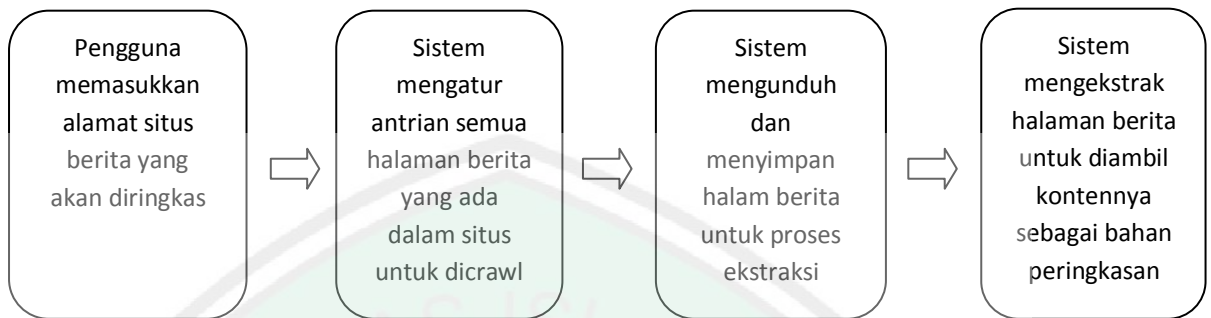 Pengguna
memasukkan
alamat situs
berita yang
akan diringkas
Sistem
mengatur
antrian semua
halaman berita
yang ada
dalam situs
untuk dicrawl
Sistem
mengunduh
dan
menyimpan
halam berita
untuk proses
ekstraksi
Sistem
mengekstrak
halaman berita
untuk diambil
kontennya
sebagai bahan
peringkasan